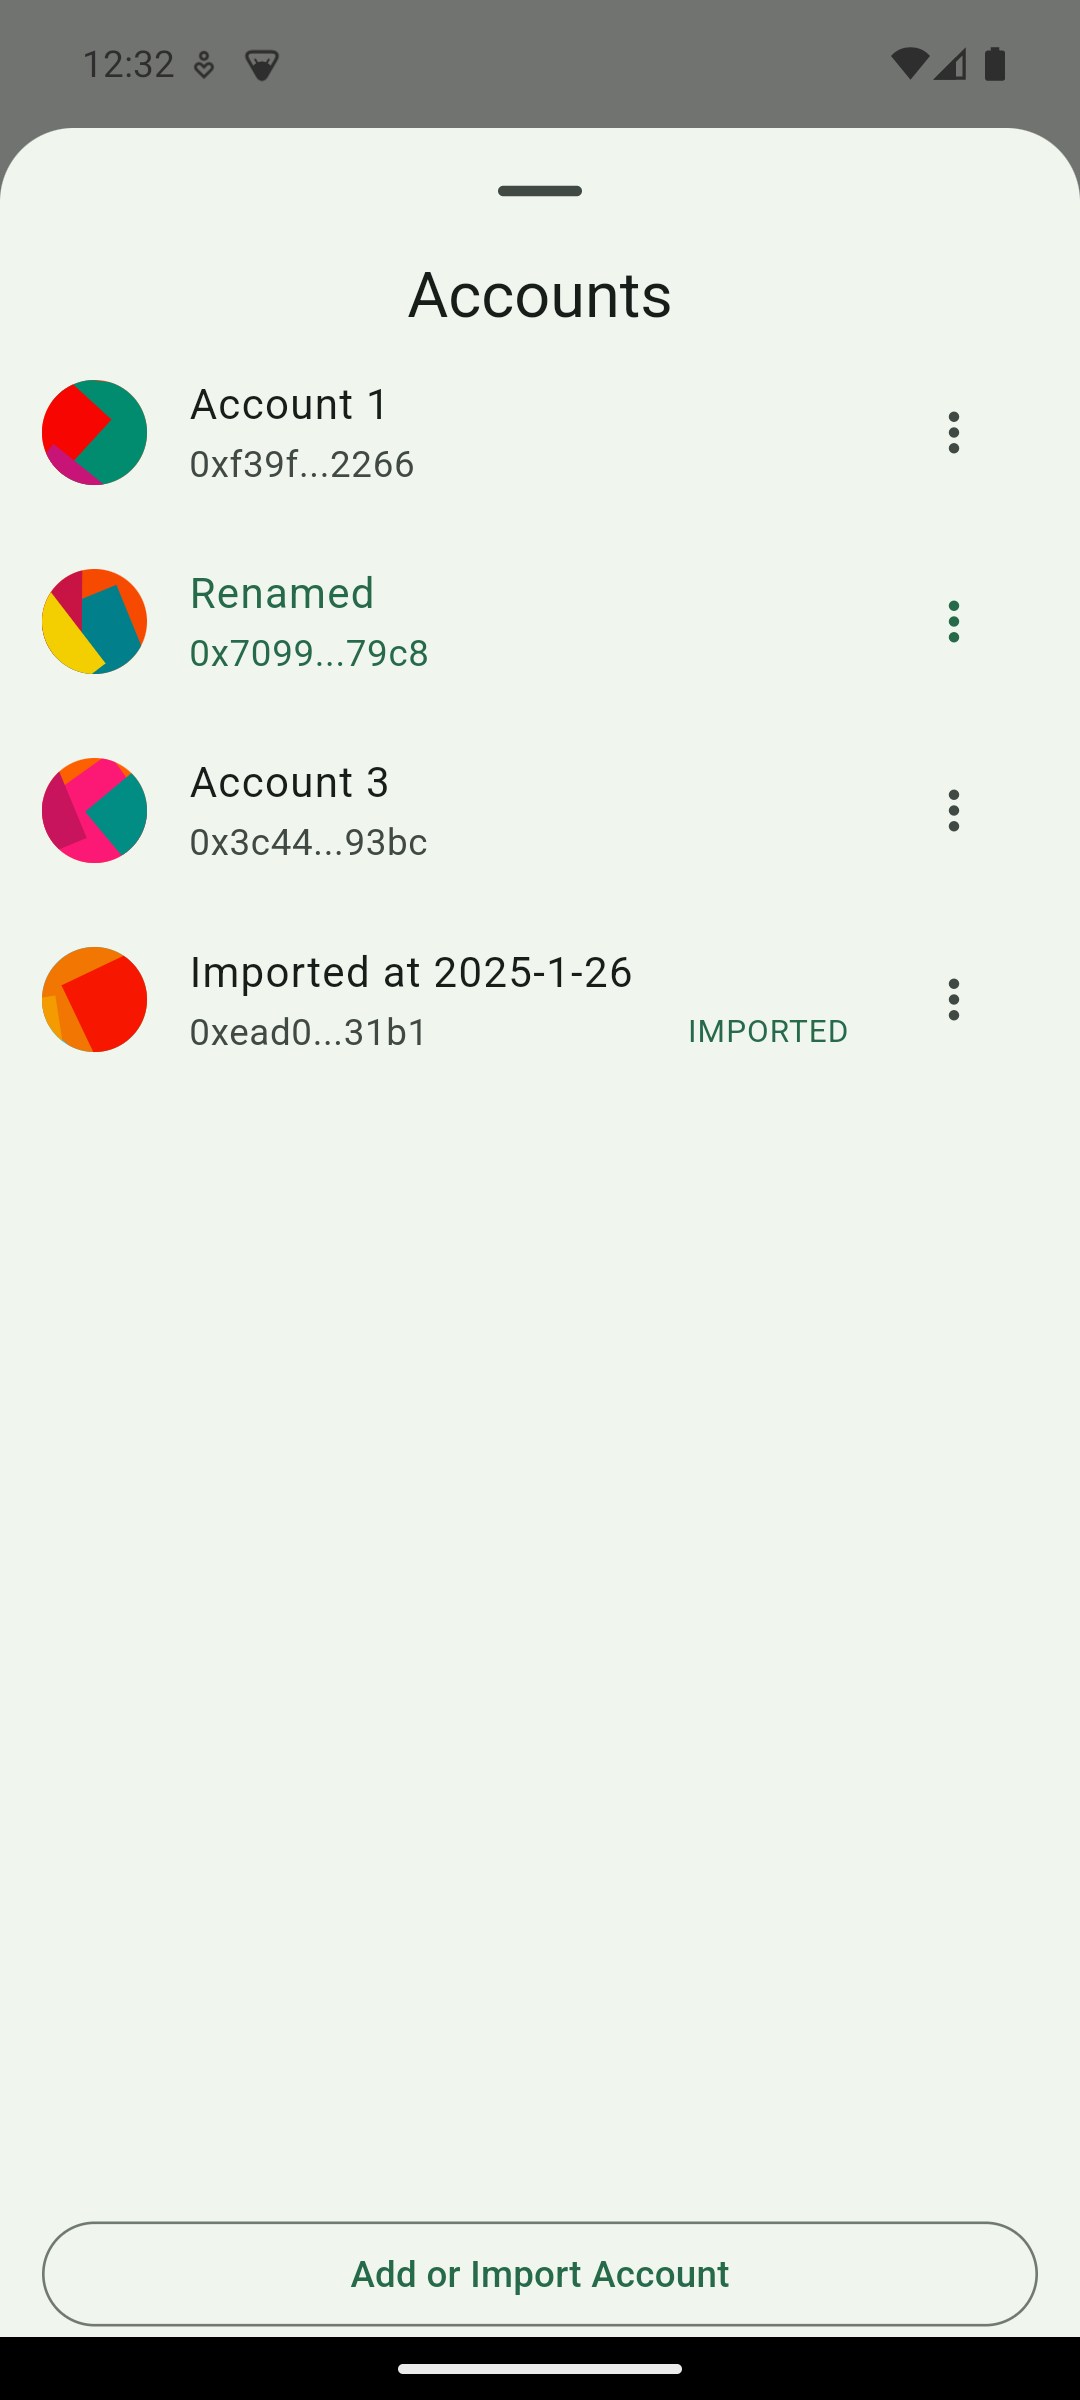 12:32
Accounts
Account 1
0xf39f...2266
Renamed
0x7099...79c8
Account 3
0x3c44...93bc
Imported at 2025-1-26
0xead0...31b1
IMPORTED
Add or Import Account